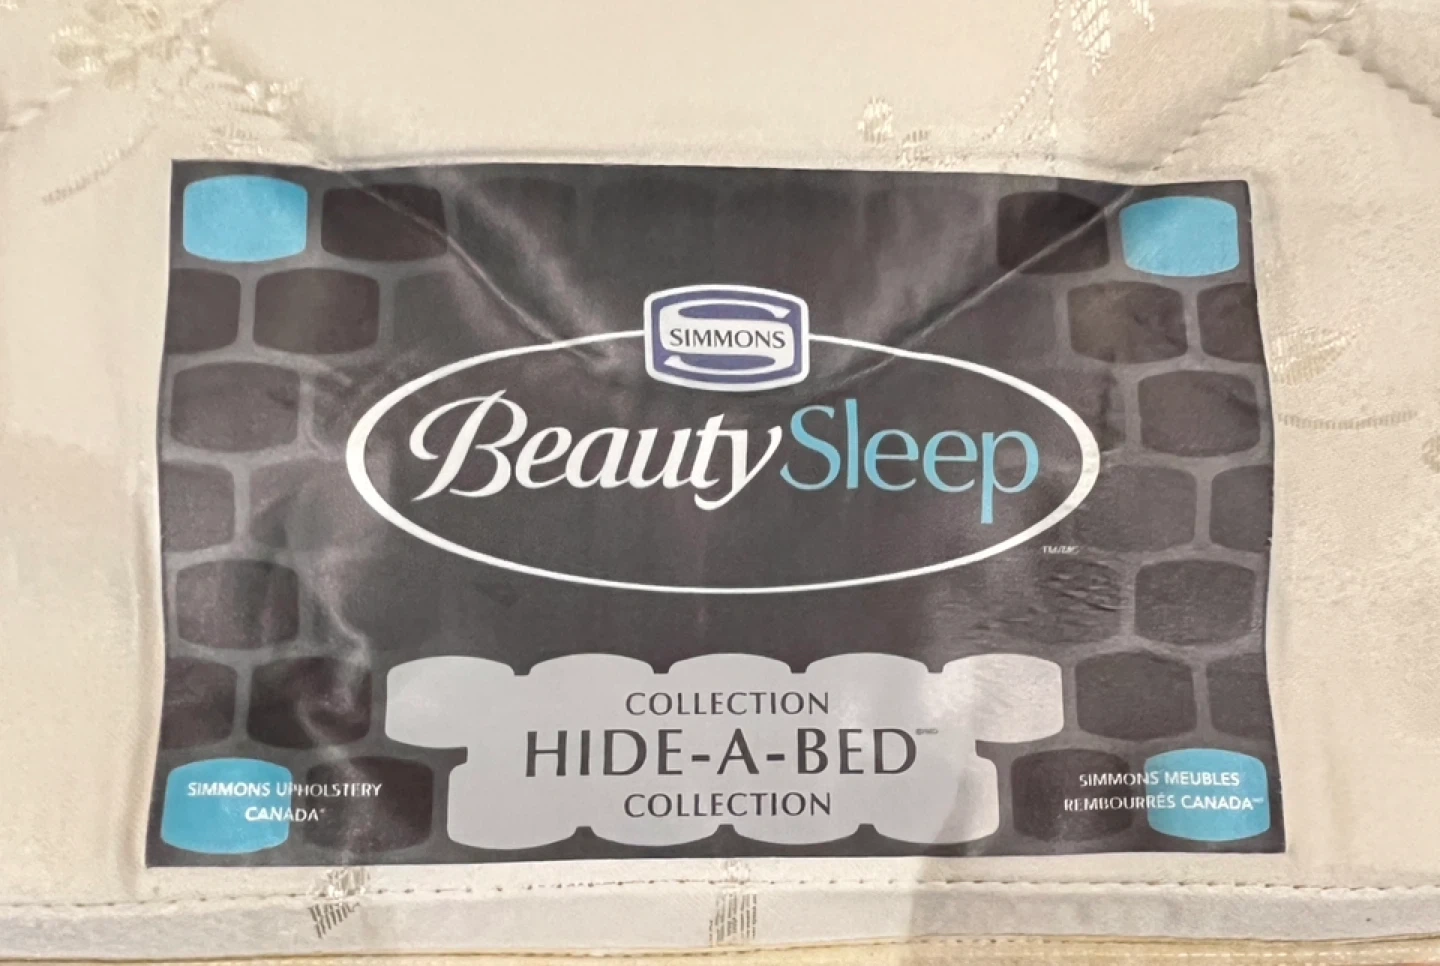 SIMMONS
BeautySleep
TM/MC
COLLECTION
HIDE-A-BED
COLLECTION
SIMMONS UPHOLSTERY
CANADA
SIMMONS MEUBLES
REMBOURRÉS CANADA